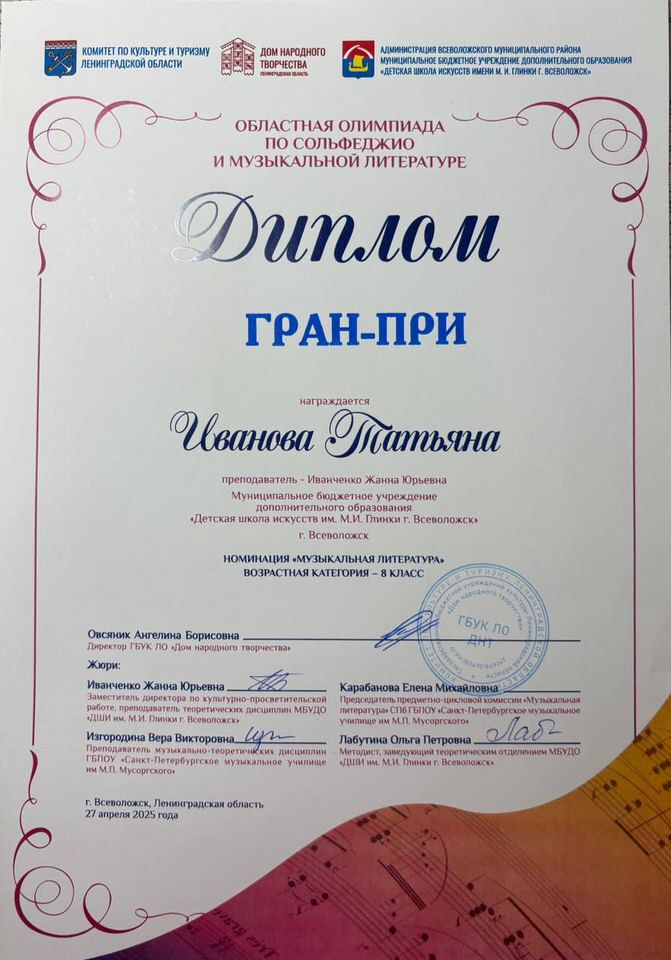 КОМИТЕТ ПО КУЛЬТУРЕ И ТУРИЗМУ
ЛЕНИНГРАДСКОЙ ОБЛАСТИ
ДОМ НАРОДНОГО
ТВОРЧЕСТВА
ЛЕНИНГРАДСКАЯ ОБЛАСТЬ
АДМИНИСТРАЦИЯ ВСЕВОЛОЖСКОГО МУНИЦИПАЛЬНОГО РАЙОНА
МУНИЦИПАЛЬНОЕ БЮДЖЕТНОЕ УЧРЕЖДЕНИЕ ДОПОЛНИТЕЛЬНОГО ОБРАЗОВАНИЯ
«ДЕТСКАЯ ШКОЛА ИСКУССТВ ИМЕНИ М. И. ГЛИНКИ Г. ВСЕВОЛОЖСК»
ОБЛАСТНАЯ ОЛИМПИАДА
ПО СОЛЬФЕДЖИО
И МУЗЫКАЛЬНОЙ ЛИТЕРАТУРЕ
Диплом
ГРАН-ПРИ
награждается
Иванова Татьяна
преподаватель - Иванченко Жанна Юрьевна
Муниципальное бюджетное учреждение
дополнительного образования
«Детская школа искусств им. М.И. Глинки г. Всеволожск»
г. Всеволожск
НОМИНАЦИЯ «МУЗЫКАЛЬНАЯ ЛИТЕРАТУРА»
ВОЗРАСТНАЯ КАТЕГОРИЯ – 8 КЛАСС
ГБУК ЛО
ДНТ
Овсяник Ангелина Борисовна
Директор ГБУК ЛО «Дом народного творчества»
Жюри:
Иванченко Жанна Юрьевна
Заместитель директора по культурно-просветительской
работе, преподаватель теоретических дисциплин МБУДО
«ДШИ им. М.И. Глинки г. Всеволожск»
Карабанова Елена Михайловна
Председатель предметно-цикловой комиссии «Музыкальная
литература» СПб ГБПОУ «Санкт-Петербургское музыкальное
училище им М.П. Мусоргского»
Изгородина Вера Викторовна
Преподаватель музыкально-теоретических дисциплин
ГБПОУ «Санкт-Петербургское музыкальное училище
им М.П. Мусоргского»
Лабутина Ольга Петровна
Методист, заведующий теоретическим отделением МБУДО
«ДШИ им. М.И. Глинки г. Всеволожск»
г. Всеволожск, Ленинградская область
27 апреля 2025 года